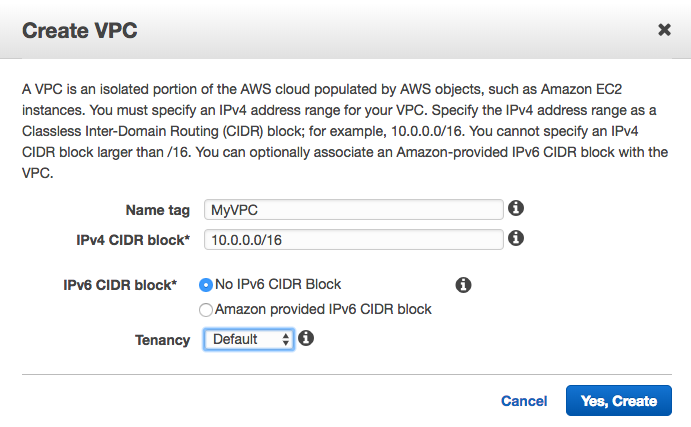 Create VPC
A VPC is an isolated portion of the AWS cloud populated by AWS objects, such as Amazon EC2
instances. You must specify an IPv4 address range for your VPC. Specify the IPv4 address range as a
Classless Inter-Domain Routing (CIDR) block; for example, 10.0.0.0/16. You cannot specify an IPv4
CIDR block larger than /16. You can optionally associate an Amazon-provided IPv6 CIDR block with the
VPC.
Name tag MyVPC
IPv4 CIDR block* 10.0.0.0/16
IPv6 CIDR block* No IPv6 CIDR Block
Amazon provided IPv6 CIDR block
Tenancy Default
Cancel Yes, Create